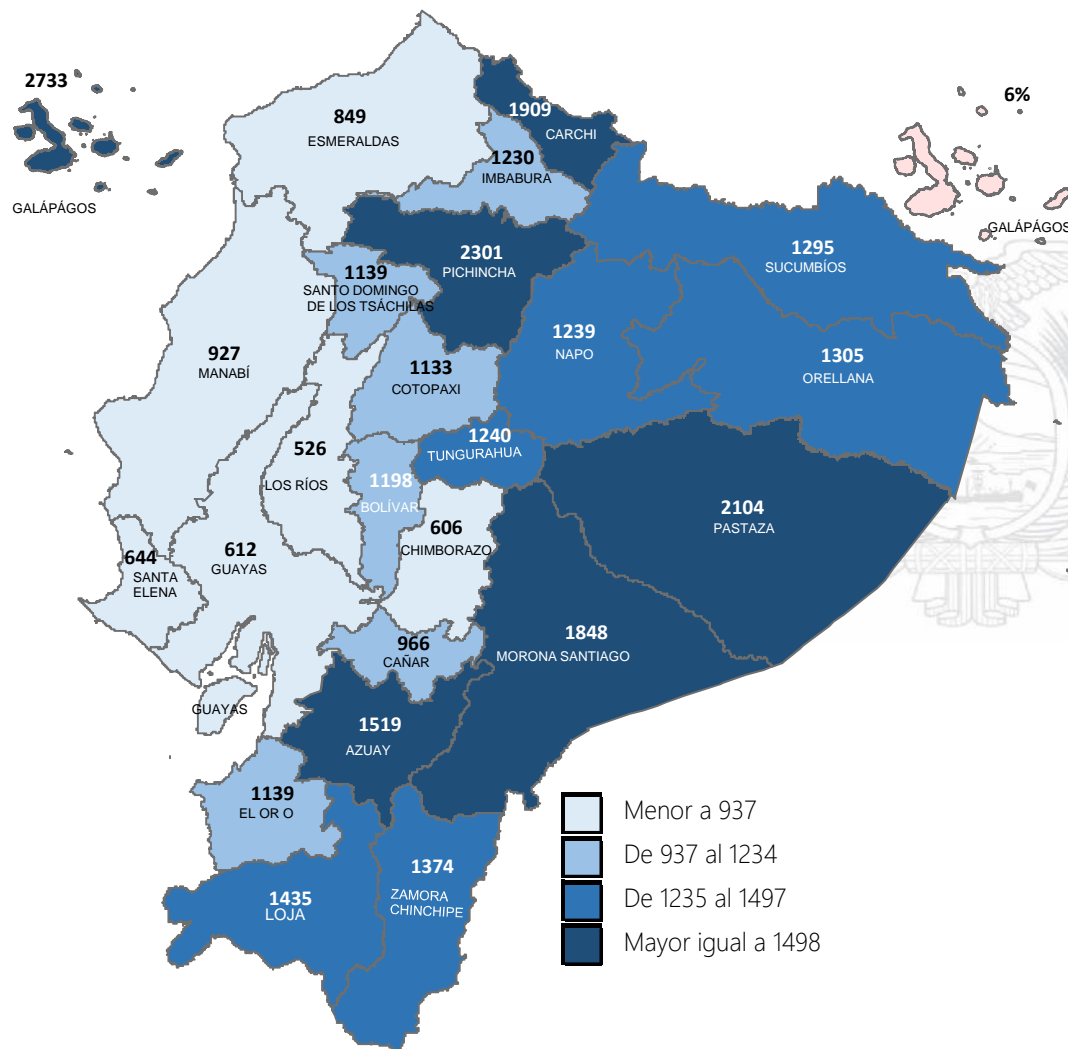 2733
GALÁPÁGOS
6%
GALÁPÁGOS
849
ESMERALDAS
1909
CARCHI
1230
IMBABURA
2301
PICHINCHA
1295
SUCUMBÍOS
1139
SANTO DOMINGO
DE LOS TSÁCHILAS
927
MANABÍ
1133
COTOPAXI
1239
NAPO
1305
ORELLANA
526
LOS RÍOS
1240
TUNGURAHUA
1198
BOLÍVAR
606
CHIMBORAZO
2104
PASTAZA
644
SANTA
ELENA
612
GUAYAS
966
CAÑAR
1848
MORONA SANTIAGO
GUAYAS
1519
AZUAY
1139
EL OR O
1435
LOJA
1374
ZAMORA
CHINCHIPE
Menor a 937
De 937 al 1234
De 1235 al 1497
Mayor igual a 1498